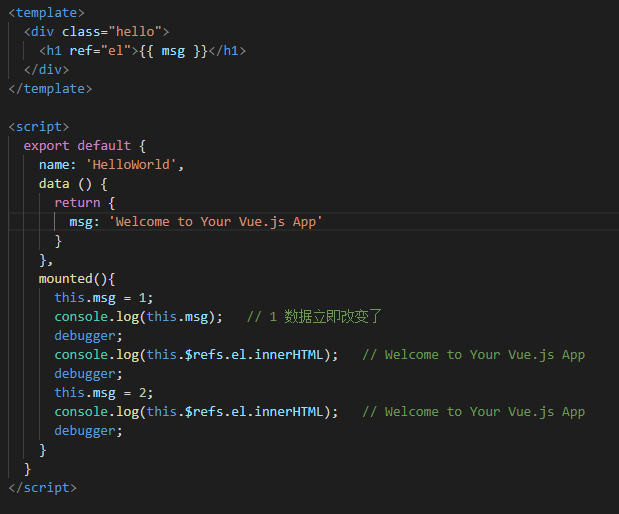 <template>
  <div class="hello">
    <h1 ref="el">{{ msg }}</h1>
  </div>
</template>

<script>
  export default {
    name: 'HelloWorld',
    data () {
      return {
        msg: 'Welcome to Your Vue.js App'
      }
    },
    mounted(){
      this.msg = 1;
      console.log(this.msg);   // 1 数据立即改变了
      debugger;
      console.log(this.$refs.el.innerHTML);   // Welcome to Your Vue.js App
      debugger;
      this.msg = 2;
      console.log(this.$refs.el.innerHTML);   // Welcome to Your Vue.js App
      debugger;
    }
  }
</script>